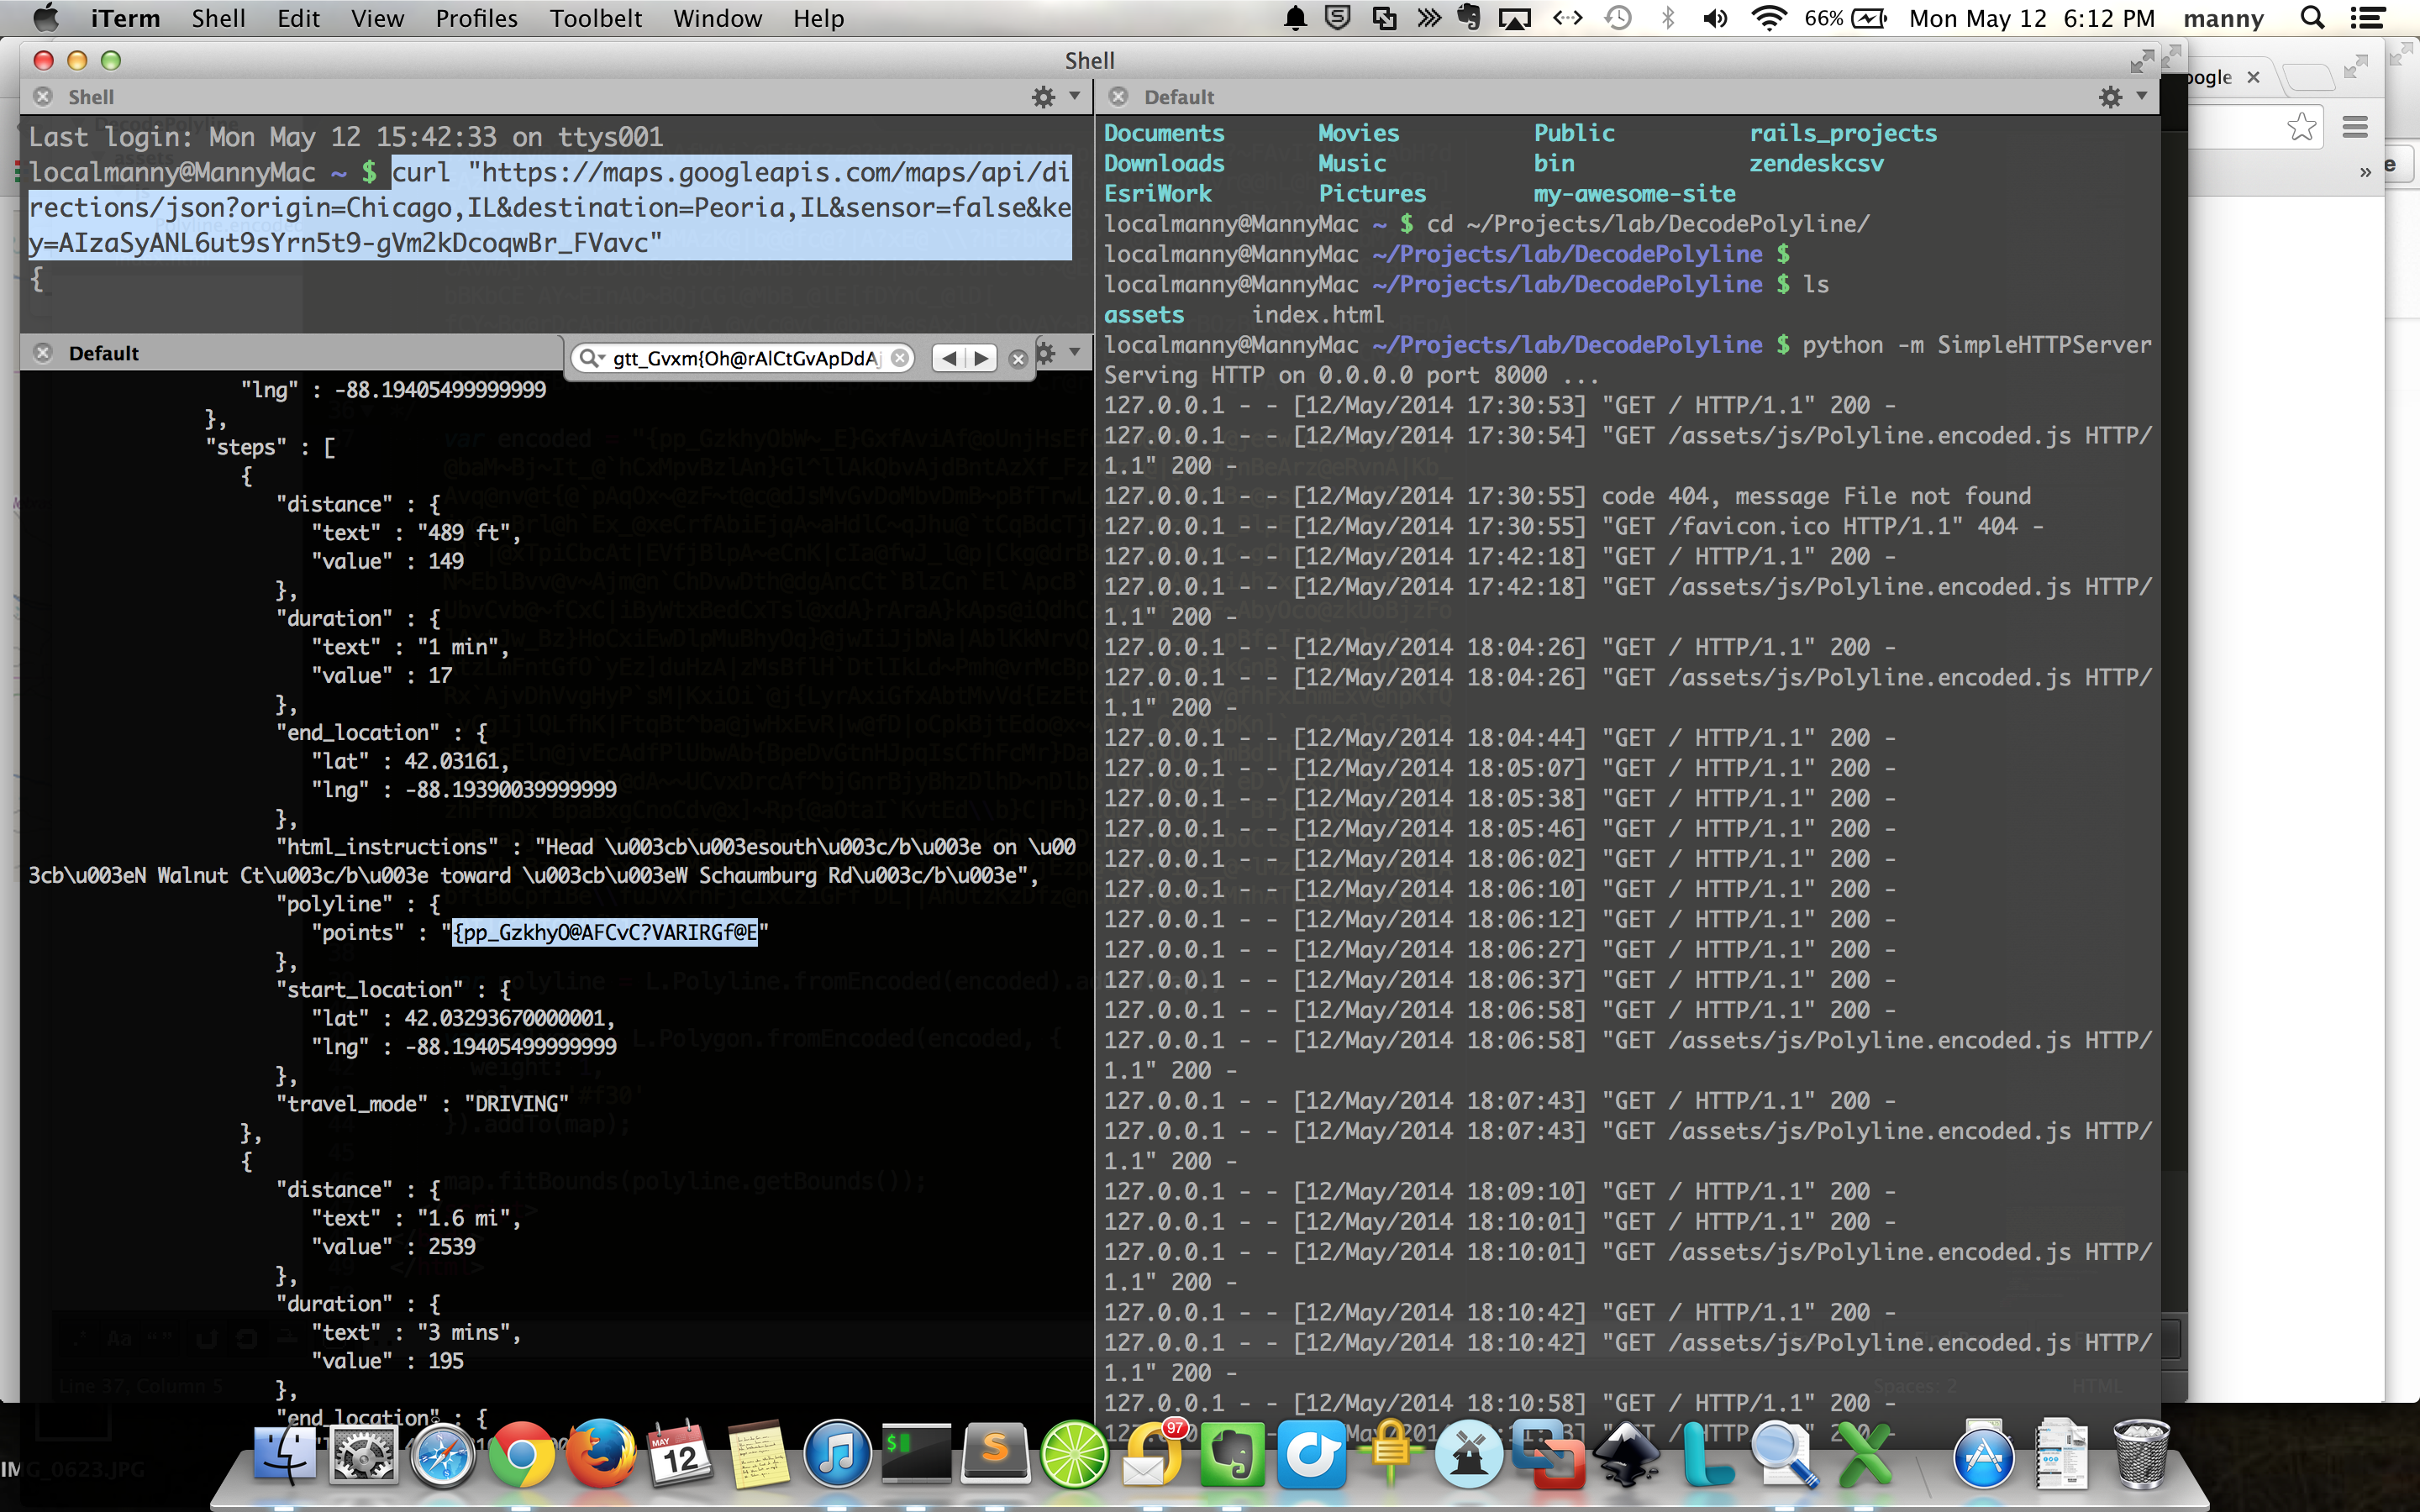 iTerm Shell Edit View Profiles Toolbelt Window Help 66% Mon May 12 6:12 PM manny
Shell
oogle
Shell
Last login: Mon May 12 15:42:33 on ttys001
localmanny@MannyMac ~ $ curl "https://maps.googleapis.com/maps/api/di
rections/json?origin=Chicago,IL&destination=Peoria,IL&sensor=false&ke
y=AIzaSyANL6ut9sYrn5t9-gVm2kDcoqwBr_FVavc"
{
Default
gtt_Gvxm{Oh@rAlCtGvApDdAj
"lng" : -88.19405499999999
},
"steps" : [
{
"distance" : {
"text" : "489 ft",
"value" : 149
},
"duration" : {
"text" : "1 min",
"value" : 17
},
"end_location" : {
"lat" : 42.03161,
"lng" : -88.19390039999999
},
"html_instructions" : "Head \u003cb\u003esouth\u003c/b\u003e on \u00
3cb\u003eN Walnut Ct\u003c/b\u003e toward \u003cb\u003eW Schaumburg Rd\u003c/b\u003e",
"polyline" : {
"points" : "{pp_GzkhyO@AFCvC?VARIRGf@E"
},
"start_location" : {
"lat" : 42.03293670000001,
"lng" : -88.19405499999999
},
"travel_mode" : "DRIVING"
},
{
"distance" : {
"text" : "1.6 mi",
"value" : 2539
},
"duration" : {
"text" : "3 mins",
"value" : 195
},
"end_location" : {
Default
Documents Movies Public rails_projects
Downloads Music bin zendeskcsv
EsriWork Pictures my-awesome-site
localmanny@MannyMac ~ $ cd ~/Projects/lab/DecodePolyline/
localmanny@MannyMac ~/Projects/lab/DecodePolyline $
localmanny@MannyMac ~/Projects/lab/DecodePolyline $ ls
assets index.html
localmanny@MannyMac ~/Projects/lab/DecodePolyline $ python -m SimpleHTTPServer
Serving HTTP on 0.0.0.0 port 8000 ...
127.0.0.1 - - [12/May/2014 17:30:53] "GET / HTTP/1.1" 200 -
127.0.0.1 - - [12/May/2014 17:30:54] "GET /assets/js/Polyline.encoded.js HTTP/
1.1" 200 -
127.0.0.1 - - [12/May/2014 17:30:55] code 404, message File not found
127.0.0.1 - - [12/May/2014 17:30:55] "GET /favicon.ico HTTP/1.1" 404 -
127.0.0.1 - - [12/May/2014 17:42:18] "GET / HTTP/1.1" 200 -
127.0.0.1 - - [12/May/2014 17:42:18] "GET /assets/js/Polyline.encoded.js HTTP/
1.1" 200 -
127.0.0.1 - - [12/May/2014 18:04:26] "GET / HTTP/1.1" 200 -
127.0.0.1 - - [12/May/2014 18:04:26] "GET /assets/js/Polyline.encoded.js HTTP/
1.1" 200 -
127.0.0.1 - - [12/May/2014 18:04:44] "GET / HTTP/1.1" 200 -
127.0.0.1 - - [12/May/2014 18:05:07] "GET / HTTP/1.1" 200 -
127.0.0.1 - - [12/May/2014 18:05:38] "GET / HTTP/1.1" 200 -
127.0.0.1 - - [12/May/2014 18:05:46] "GET / HTTP/1.1" 200 -
127.0.0.1 - - [12/May/2014 18:06:02] "GET / HTTP/1.1" 200 -
127.0.0.1 - - [12/May/2014 18:06:10] "GET / HTTP/1.1" 200 -
127.0.0.1 - - [12/May/2014 18:06:12] "GET / HTTP/1.1" 200 -
127.0.0.1 - - [12/May/2014 18:06:27] "GET / HTTP/1.1" 200 -
127.0.0.1 - - [12/May/2014 18:06:37] "GET / HTTP/1.1" 200 -
127.0.0.1 - - [12/May/2014 18:06:58] "GET / HTTP/1.1" 200 -
127.0.0.1 - - [12/May/2014 18:06:58] "GET /assets/js/Polyline.encoded.js HTTP/
1.1" 200 -
127.0.0.1 - - [12/May/2014 18:07:43] "GET / HTTP/1.1" 200 -
127.0.0.1 - - [12/May/2014 18:07:43] "GET /assets/js/Polyline.encoded.js HTTP/
1.1" 200 -
127.0.0.1 - - [12/May/2014 18:09:10] "GET / HTTP/1.1" 200 -
127.0.0.1 - - [12/May/2014 18:10:01] "GET / HTTP/1.1" 200 -
127.0.0.1 - - [12/May/2014 18:10:01] "GET /assets/js/Polyline.encoded.js HTTP/
1.1" 200 -
127.0.0.1 - - [12/May/2014 18:10:42] "GET / HTTP/1.1" 200 -
127.0.0.1 - - [12/May/2014 18:10:42] "GET /assets/js/Polyline.encoded.js HTTP/
1.1" 200 -
127.0.0.1 - - [12/May/2014 18:10:58] "GET / HTTP/1.1" 200 -
Line 37, Column 5
Spaces: 2 HTML
IMG_0623.JPG
MAY
12
97